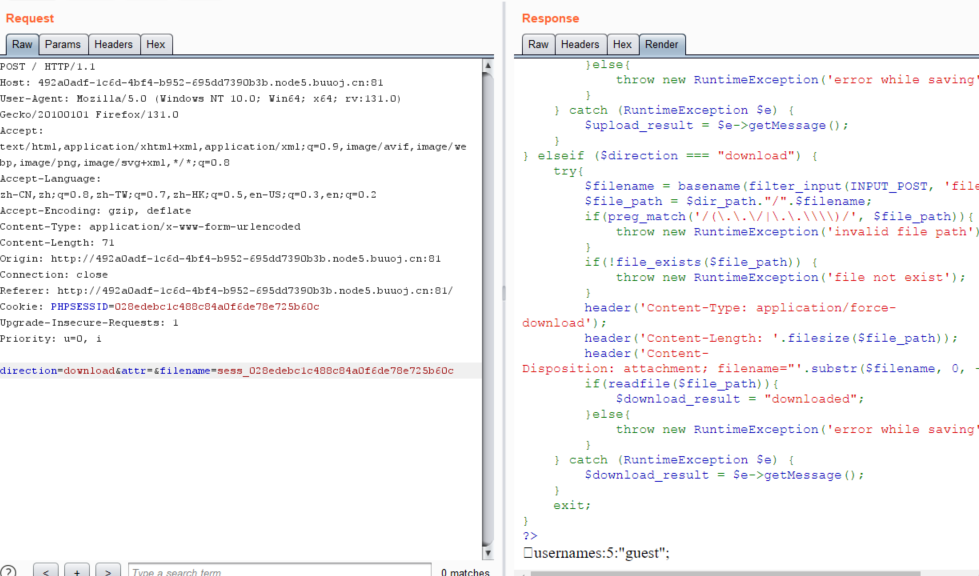 Request
Raw Params Headers Hex
POST / HTTP/1.1
Host: 492a0adf-1c6d-4bf4-b952-695dd7390b3b.node5.buuoj.cn:81
User-Agent: Mozilla/5.0 (Windows NT 10.0; Win64; x64; rv:131.0)
Gecko/20100101 Firefox/131.0
Accept:
text/html,application/xhtml+xml,application/xml;q=0.9,image/avif,image/we
bp,image/png,image/svg+xml,*/*;q=0.8
Accept-Language:
zh-CN,zh;q=0.8,zh-TW;q=0.7,zh-HK;q=0.5,en-US;q=0.3,en;q=0.2
Accept-Encoding: gzip, deflate
Content-Type: application/x-www-form-urlencoded
Content-Length: 71
Origin: http://492a0adf-1c6d-4bf4-b952-695dd7390b3b.node5.buuoj.cn:81
Connection: close
Referer: http://492a0adf-1c6d-4bf4-b952-695dd7390b3b.node5.buuoj.cn:81/
Cookie: PHPSESSID=028edebc1c488c84a0f6de78e725b60c
Upgrade-Insecure-Requests: 1
Priority: u=0, i
direction=download&attr=&filename=sess_028edebc1c488c84a0f6de78e725b60c
? < + > Type a search term 0 matches
Response
Raw Headers Hex Render
}else{
throw new RuntimeException('error while saving'
}
} catch (RuntimeException $e) {
$upload_result = $e->getMessage();
}
} elseif ($direction === "download") {
try{
$filename = basename(filter_input(INPUT_POST, 'file
$file_path = $dir_path."/".$filename;
if(preg_match('/(\.\.\/|\.\.\\\\)/', $file_path)){
throw new RuntimeException('invalid file path')
}
if(!file_exists($file_path)) {
throw new RuntimeException('file not exist');
}
header('Content-Type: application/force-
download');
header('Content-Length: '.filesize($file_path));
header('Content-
Disposition: attachment; filename="'.substr($filename, 0, -
if(readfile($file_path)){
$download_result = "downloaded";
}else{
throw new RuntimeException('error while saving'
}
} catch (RuntimeException $e) {
$download_result = $e->getMessage();
}
exit;
}
?>
usernames:5:"guest";